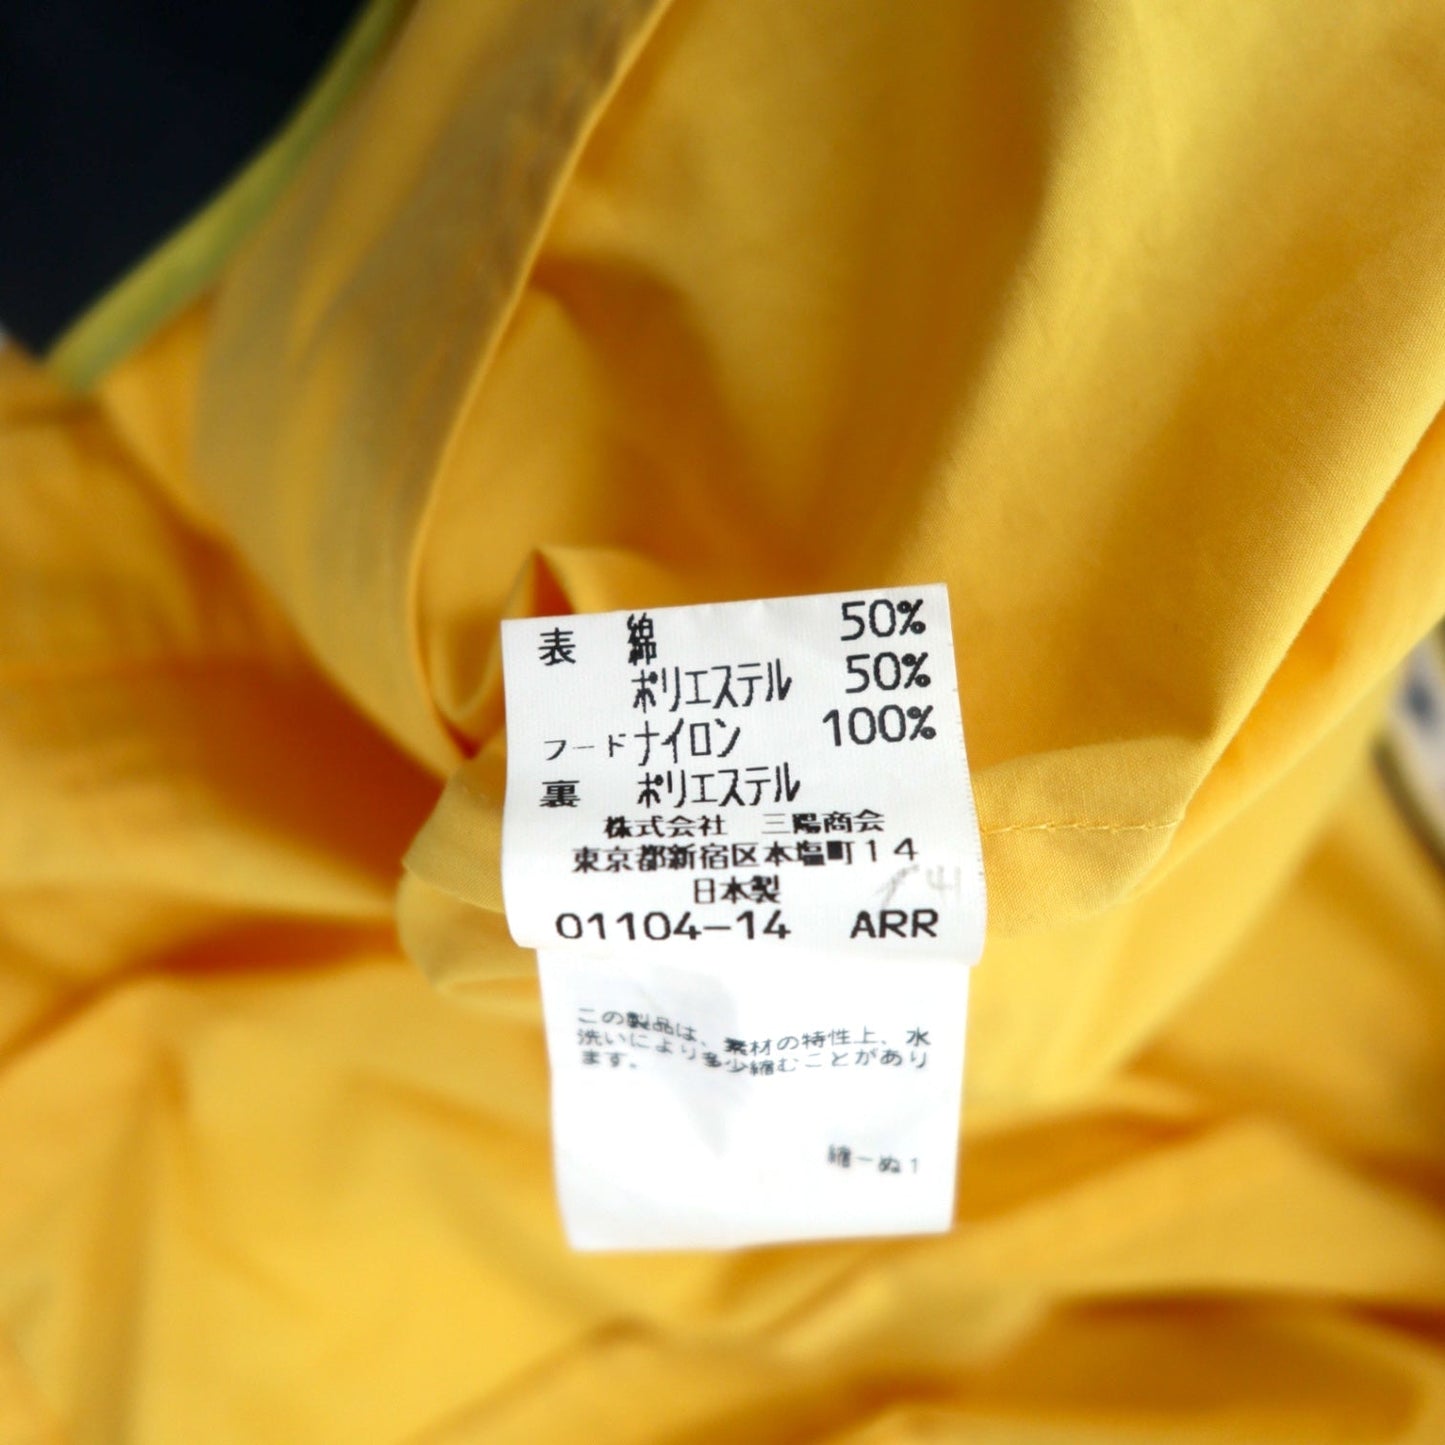 表 綿 50%
ポリエステル 50%
フード ナイロン 100%
裏 ポリエステル
株式会社 三陽商会
東京都新宿区本塩町14
日本製
01104-14 ARR
この製品は、素材の特性上、水
洗いにより多少縮むことがあり
ます。
縮-ぬ1